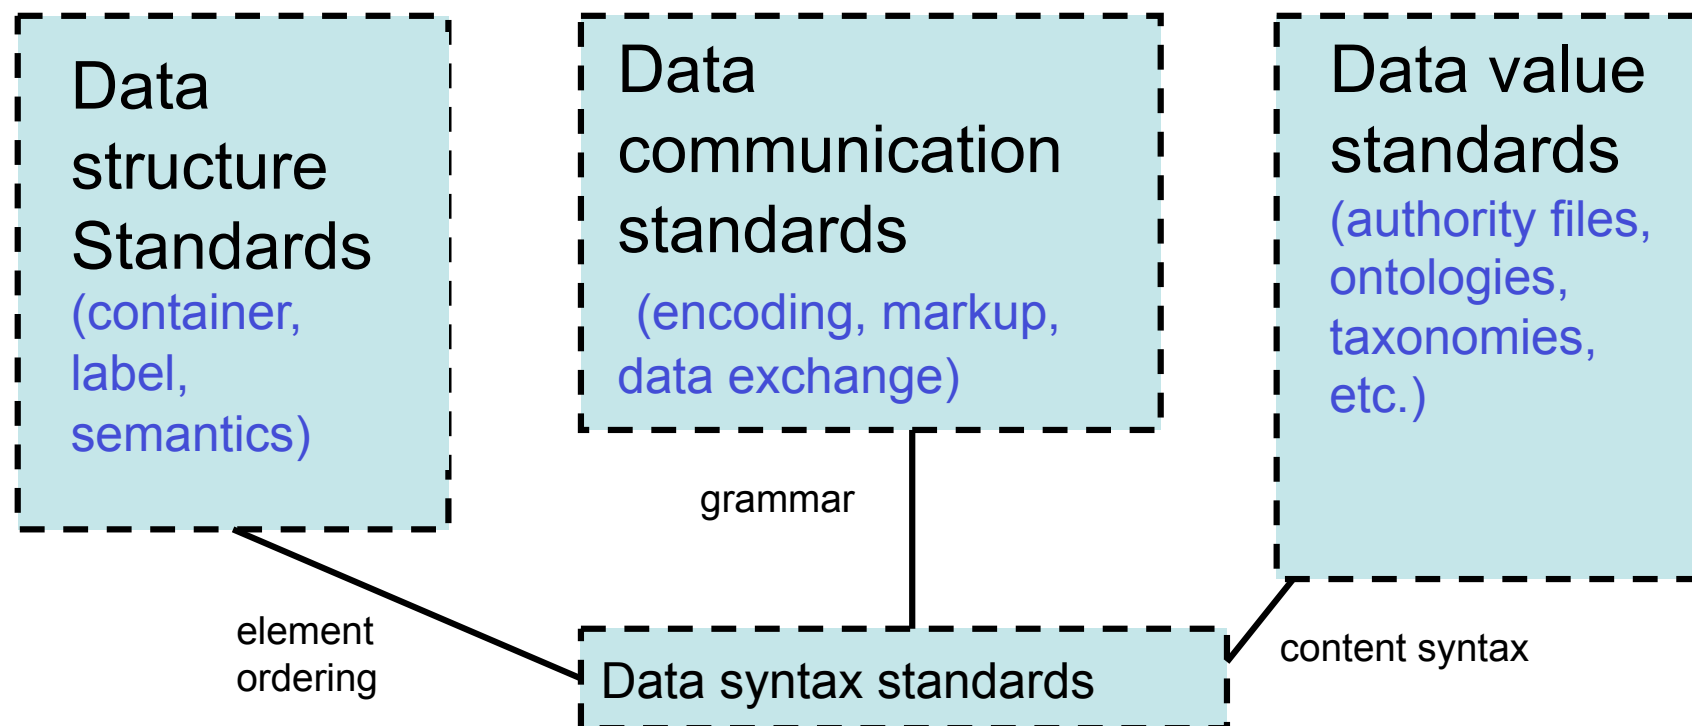 Data
structure
Standards
(container,
label,
semantics)
Data
communication
standards
(encoding, markup,
data exchange)
Data value
standards
(authority files,
ontologies,
taxonomies,
etc.)
grammar
element
ordering
content syntax
Data syntax standards